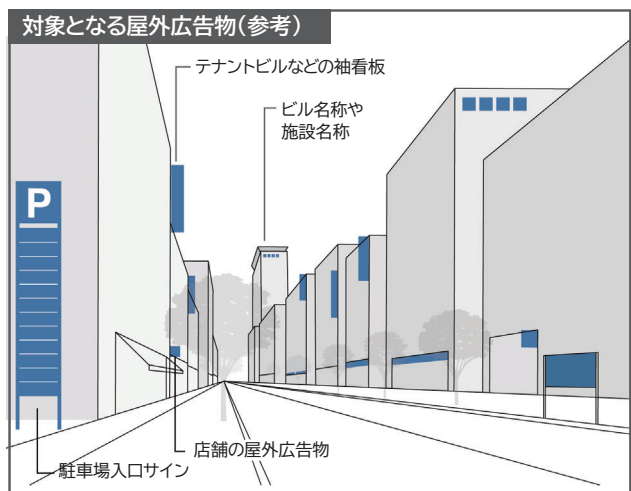 対象となる屋外広告物(参考)
テナントビルなどの袖看板
ビル名称や
施設名称
P
店舗の屋外広告物
駐車場入口サイン